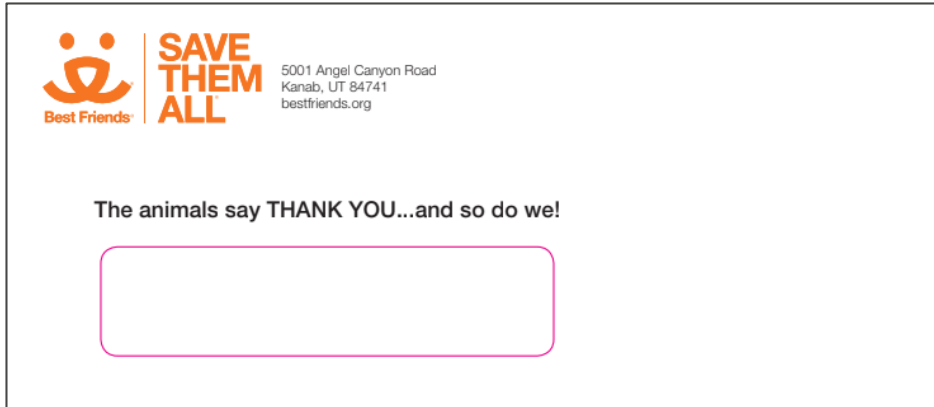 Best Friends®
SAVE
THEM
ALL®
5001 Angel Canyon Road
Kanab, UT 84741
bestfriends.org
The animals say THANK YOU...and so do we!